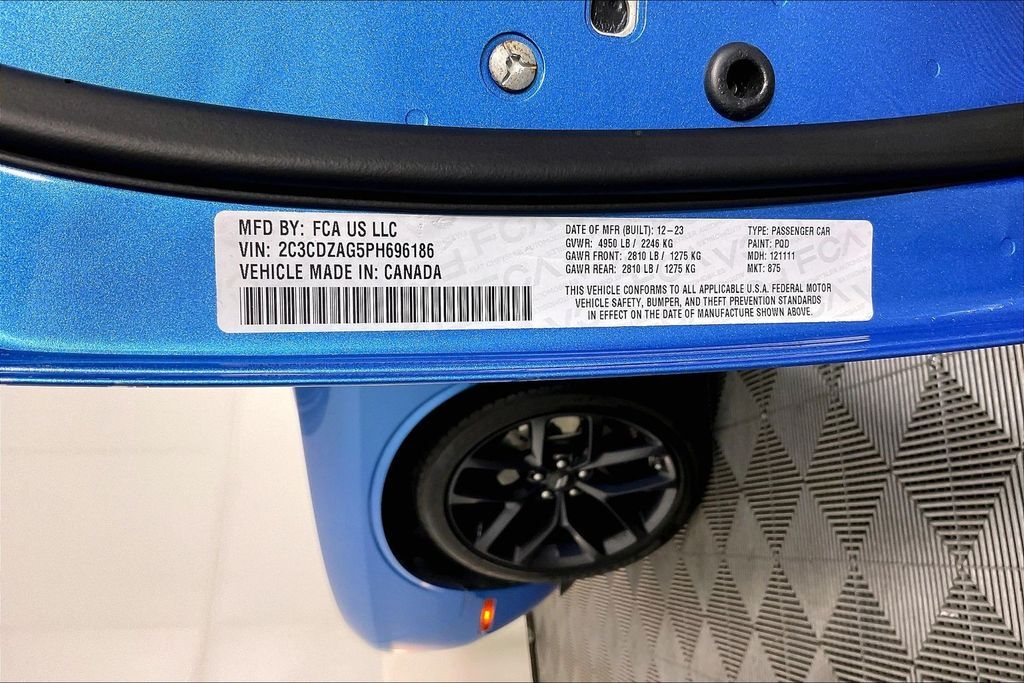 MFD BY: FCA US LLC
VIN: 2C3CDZAG5PH696186
VEHICLE MADE IN: CANADA
DATE OF MFR (BUILT): 12-23
GVWR: 4950 LB / 2246 KG
GAWR FRONT: 2810 LB / 1275 KG
GAWR REAR: 2810 LB / 1275 KG
TYPE: PASSENGER CAR
PAINT: PQD
MDH: 121111
MKT: 875
THIS VEHICLE CONFORMS TO ALL APPLICABLE U.S.A. FEDERAL MOTOR
VEHICLE SAFETY, BUMPER, AND THEFT PREVENTION STANDARDS
IN EFFECT ON THE DATE OF MANUFACTURE SHOWN ABOVE.